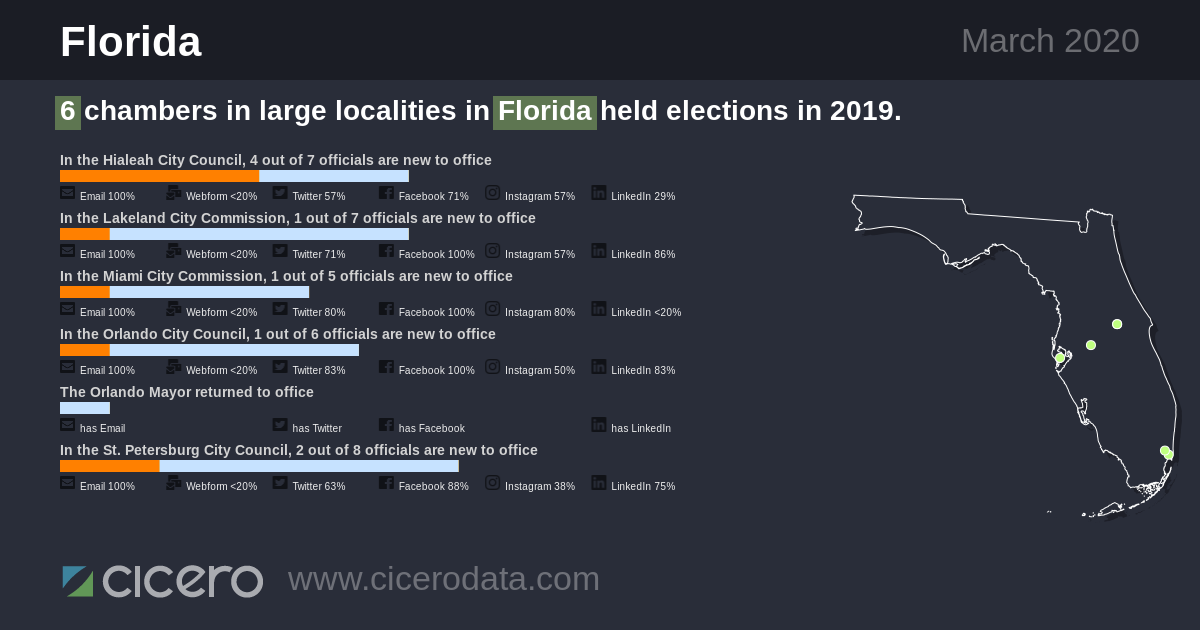 Florida
March 2020
6 chambers in large localities in Florida held elections in 2019.
In the Hialeah City Council, 4 out of 7 officials are new to office
Email 100% Webform <20% Twitter 57% Facebook 71% Instagram 57% LinkedIn 29%
In the Lakeland City Commission, 1 out of 7 officials are new to office
Email 100% Webform <20% Twitter 71% Facebook 100% Instagram 57% LinkedIn 86%
In the Miami City Commission, 1 out of 5 officials are new to office
Email 100% Webform <20% Twitter 80% Facebook 100% Instagram 80% LinkedIn <20%
In the Orlando City Council, 1 out of 6 officials are new to office
Email 100% Webform <20% Twitter 83% Facebook 100% Instagram 50% LinkedIn 83%
The Orlando Mayor returned to office
has Email has Twitter has Facebook has LinkedIn
In the St. Petersburg City Council, 2 out of 8 officials are new to office
Email 100% Webform <20% Twitter 63% Facebook 88% Instagram 38% LinkedIn 75%
cicero www.cicerodata.com